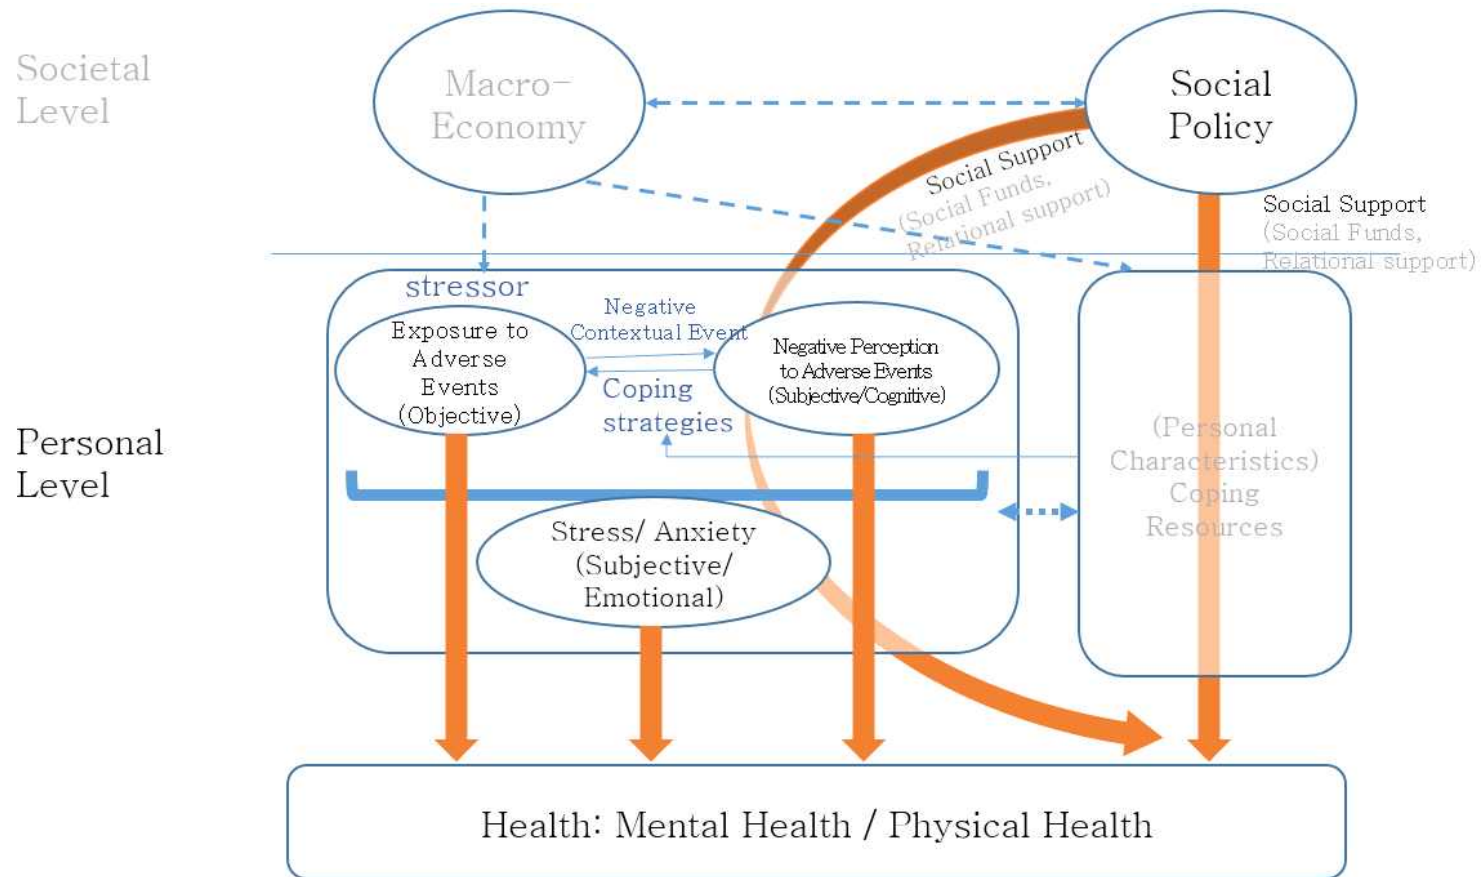 Societal
Level
Macro-
Economy
Social
Policy
Social Support
(Social Funds,
Relational support)
Social Support
(Social Funds,
Relational support)
stressor
Exposure to
Adverse
Events
(Objective)
Negative
Contextual Event
Coping
strategies
Negative Perception
to Adverse Events
(Subjective/Cognitive)
Personal
Level
(Personal
Characteristics)
Coping
Resources
Stress/ Anxiety
(Subjective/
Emotional)
Health: Mental Health / Physical Health